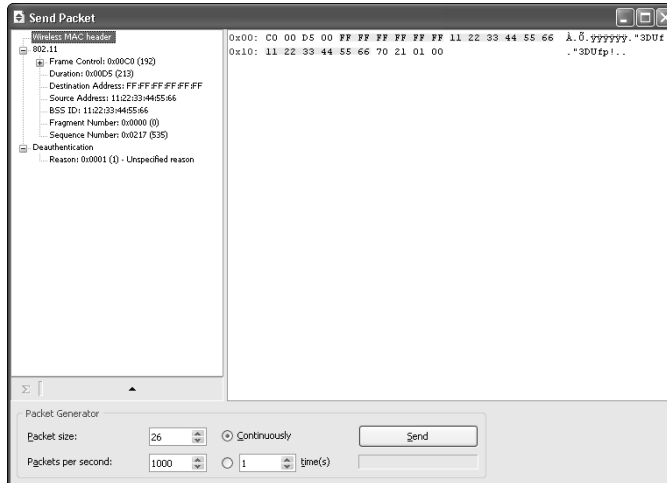 Send Packet
Wireless MAC header
802.11
Frame Control: 0x00C0 (192)
Duration: 0x00D5 (213)
Destination Address: FF:FF:FF:FF:FF:FF
Source Address: 11:22:33:44:55:66
BSS ID: 11:22:33:44:55:66
Fragment Number: 0x0000 (0)
Sequence Number: 0x0217 (535)
Deauthentication
Reason: 0x0001 (1) - Unspecified reason
0x00: C0 00 D5 00 FF FF FF FF FF FF 11 22 33 44 55 66 À.Õ.ÿÿÿÿÿÿ."3DUf
0x10: 11 22 33 44 55 66 70 21 01 00 ."3DUfp!..
Σ
Packet Generator
Packet size: 26 Continuously Send
Packets per second: 1000 1 time(s)